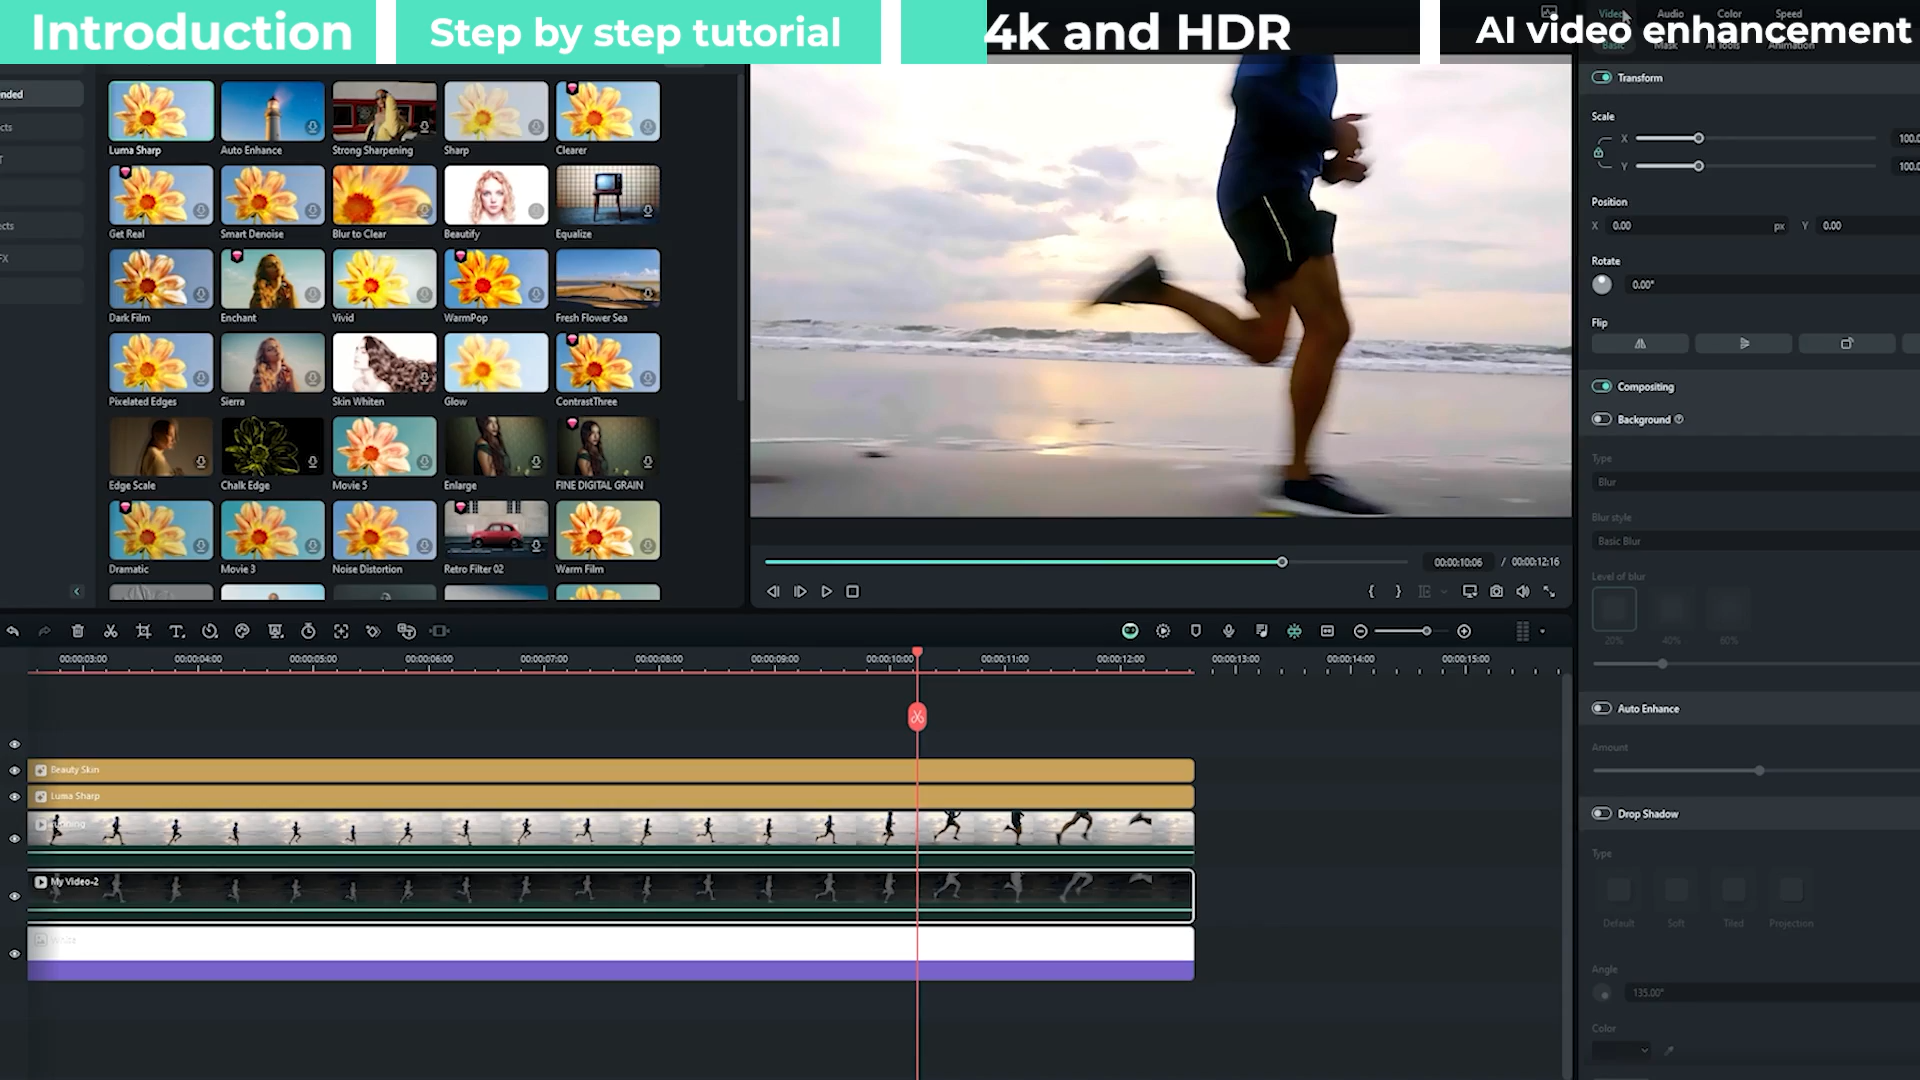 Introduction
Step by step tutorial
4k and HDR
AI video enhancement
Video
Audio
Color
Speed
Basic
Mask
AI Tools
Animation
nded
cts
T
ects
FX
Luma Sharp
Auto Enhance
Strong Sharpening
Sharp
Clearer
Get Real
Smart Denoise
Blur to Clear
Beautify
Equalize
Dark Film
Enchant
Vivid
WarmPop
Fresh Flower Sea
Pixelated Edges
Sierra
Skin Whiten
Glow
ContrastThree
Edge Scale
Chalk Edge
Movie 5
Enlarge
FINE DIGITAL GRAIN
Dramatic
Movie 3
Noise Distortion
Retro Filter 02
Warm Film
00:00:10:06 / 00:00:12:16
Transform
Scale
X
100.0
Y
100.0
Position
X 0.00 px Y 0.00
Rotate
0.00°
Flip
Compositing
Background
Type
Blur
Blur style
Basic Blur
Level of blur
20% 40% 60%
Auto Enhance
Amount
Drop Shadow
Type
Default Soft Tiled Projection
Angle
135.00°
Color
00:00:03:00 00:00:04:00 00:00:05:00 00:00:06:00 00:00:07:00 00:00:08:00 00:00:09:00 00:00:10:00 00:00:11:00 00:00:12:00 00:00:13:00 00:00:14:00 00:00:15:00
Beauty Skin
Luma Sharp
My Video-2
White